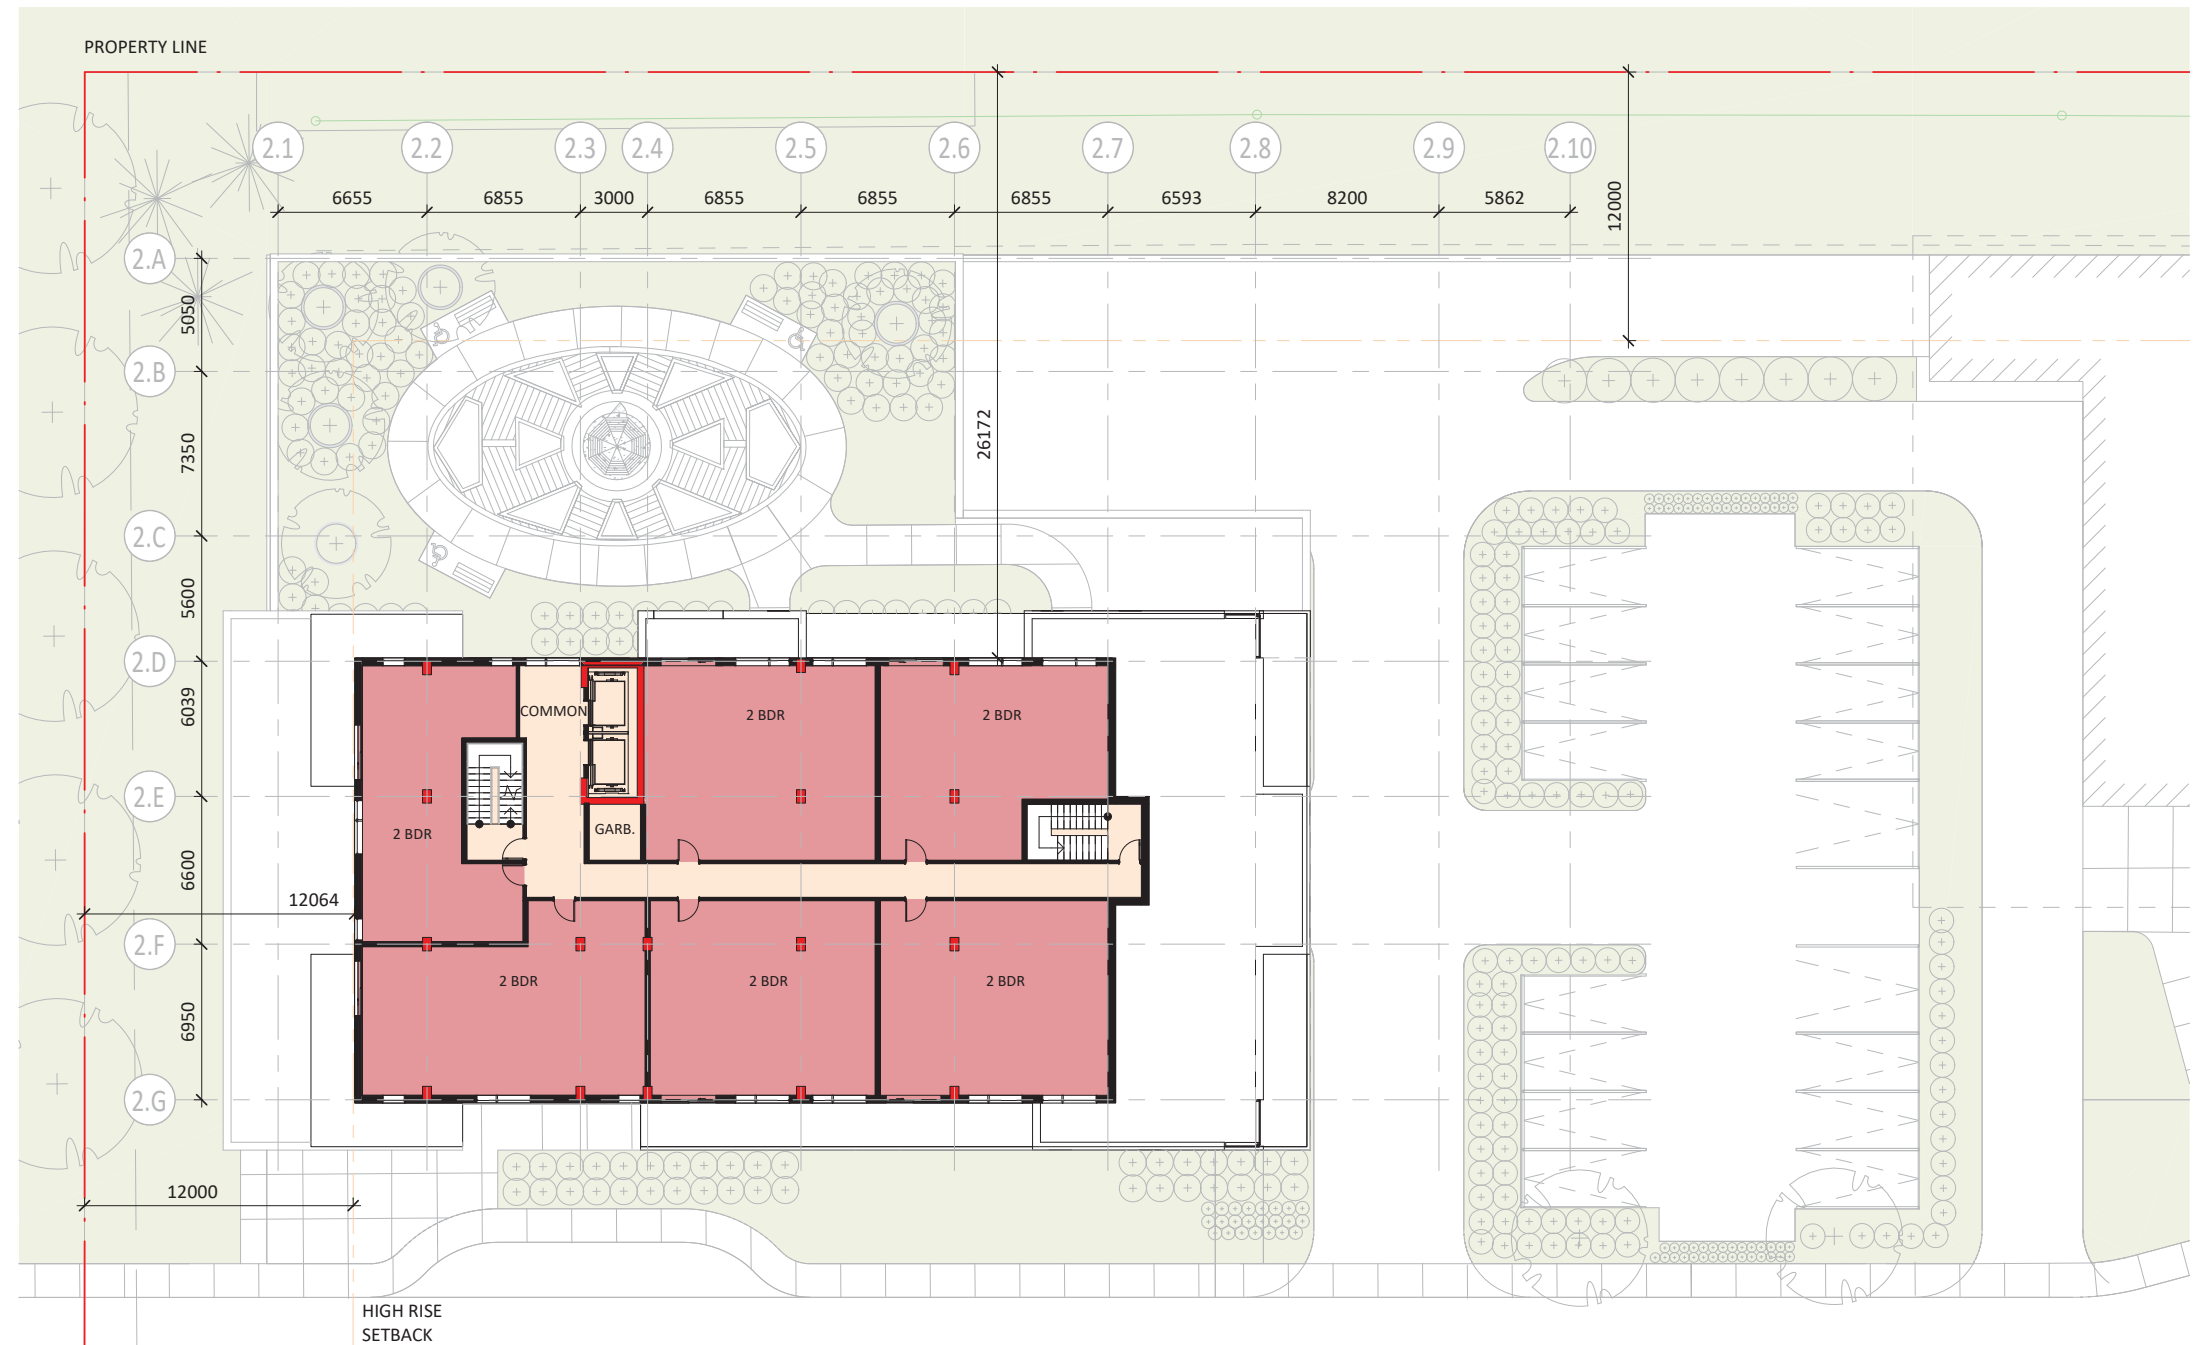 PROPERTY LINE
2.1 2.2 2.3 2.4 2.5 2.6 2.7 2.8 2.9 2.10
6655 6855 3000 6855 6855 6855 6593 8200 5862
12000
2.A
5050
2.B
7350
26172
2.C
5600
2.D
6039
COMMON
2 BDR
2 BDR
2.E
2 BDR
GARB.
6600
12064
2.F
6950
2 BDR
2 BDR
2 BDR
2.G
12000
HIGH RISE
SETBACK